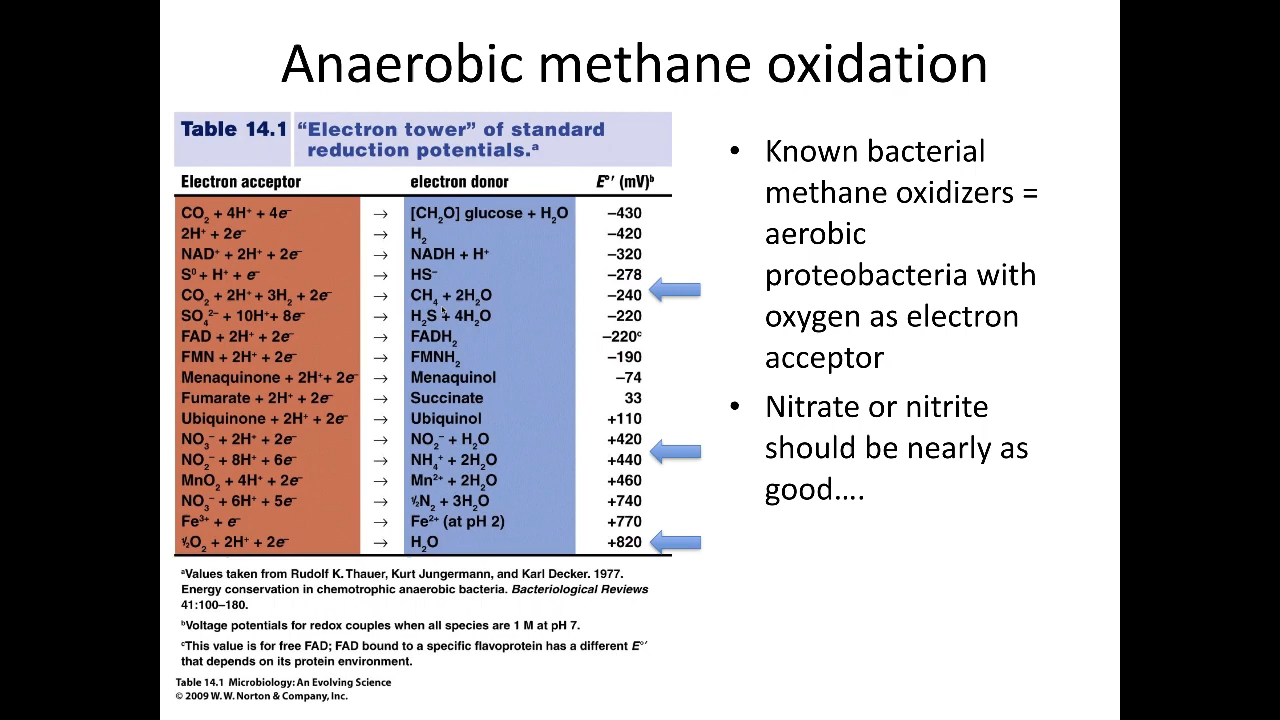 Anaerobic methane oxidation
Table 14.1 "Electron tower" of standard
reduction potentials.ᵃ
Electron acceptor electron donor E°′ (mV)ᵇ
CO₂ + 4H⁺ + 4e⁻ → [CH₂O] glucose + H₂O –430
2H⁺ + 2e⁻ → H₂ –420
NAD⁺ + 2H⁺ + 2e⁻ → NADH + H⁺ –320
S⁰ + H⁺ + e⁻ → HS⁻ –278
CO₂ + 2H⁺ + 3H₂ + 2e⁻ → CH₄ + 2H₂O –240
SO₄²⁻ + 10H⁺ + 8e⁻ → H₂S + 4H₂O –220
FAD + 2H⁺ + 2e⁻ → FADH₂ –220ᶜ
FMN + 2H⁺ + 2e⁻ → FMNH₂ –190
Menaquinone + 2H⁺ + 2e⁻ → Menaquinol –74
Fumarate + 2H⁺ + 2e⁻ → Succinate 33
Ubiquinone + 2H⁺ + 2e⁻ → Ubiquinol +110
NO₃⁻ + 2H⁺ + 2e⁻ → NO₂⁻ + H₂O +420
NO₂⁻ + 8H⁺ + 6e⁻ → NH₄⁺ + 2H₂O +440
MnO₂ + 4H⁺ + 2e⁻ → Mn²⁺ + 2H₂O +460
NO₃⁻ + 6H⁺ + 5e⁻ → ½N₂ + 3H₂O +740
Fe³⁺ + e⁻ → Fe²⁺ (at pH 2) +770
½O₂ + 2H⁺ + 2e⁻ → H₂O +820
ᵃValues taken from Rudolf K. Thauer, Kurt Jungermann, and Karl Decker. 1977.
Energy conservation in chemotrophic anaerobic bacteria. Bacteriological Reviews
41:100–180.
ᵇVoltage potentials for redox couples when all species are 1 M at pH 7.
ᶜThis value is for free FAD; FAD bound to a specific flavoprotein has a different E°′
that depends on its protein environment.
Table 14.1 Microbiology: An Evolving Science
© 2009 W. W. Norton & Company, Inc.
• Known bacterial
methane oxidizers =
aerobic
proteobacteria with
oxygen as electron
acceptor
• Nitrate or nitrite
should be nearly as
good....